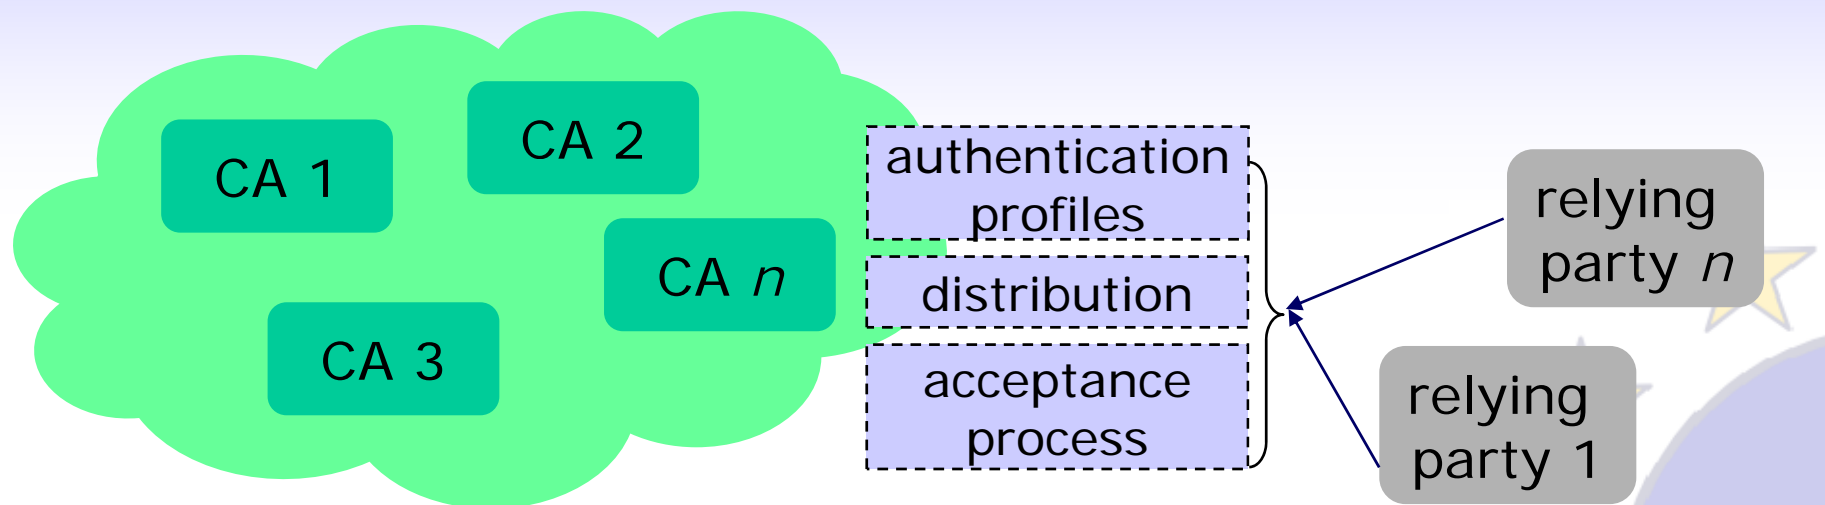 CA 1
CA 2
CA n
CA 3
authentication
profiles
distribution
acceptance
process
relying
party n
relying
party 1